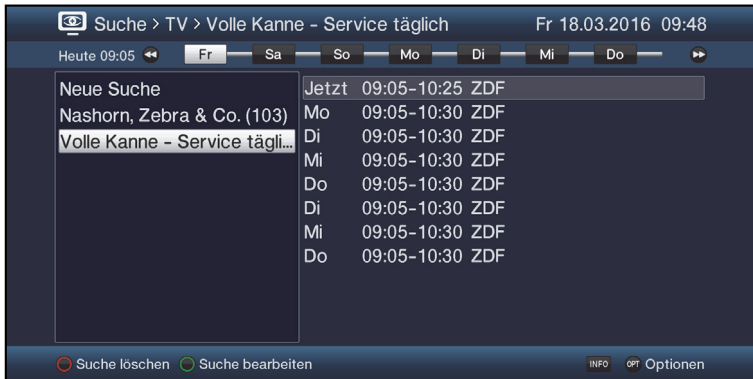 Suche > TV > Volle Kanne - Service täglich Fr 18.03.2016 09:48
Heute 09:05 Fr Sa So Mo Di Mi Do
Neue Suche
Nashorn, Zebra & Co. (103)
Volle Kanne - Service tägli...
Jetzt 09:05-10:25 ZDF
Mo 09:05-10:30 ZDF
Di 09:05-10:30 ZDF
Mi 09:05-10:30 ZDF
Do 09:05-10:30 ZDF
Di 09:05-10:30 ZDF
Mi 09:05-10:30 ZDF
Do 09:05-10:30 ZDF
Suche löschen Suche bearbeiten INFO OPT Optionen